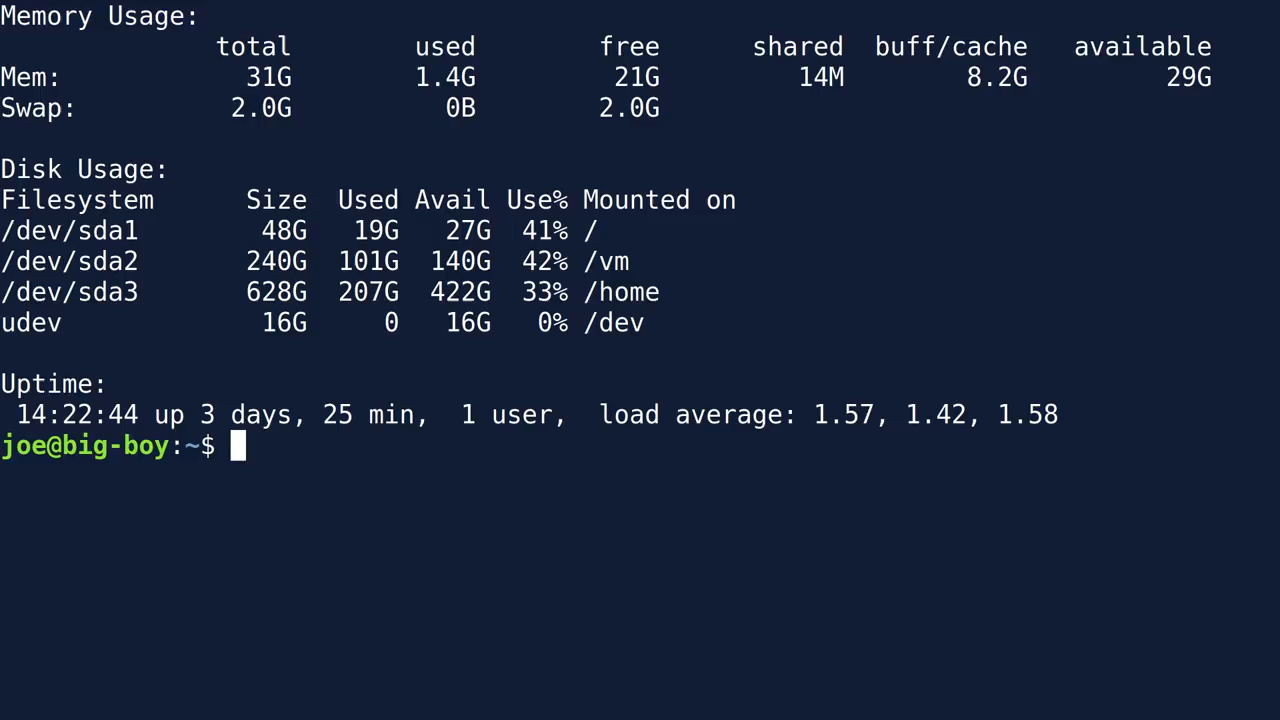 Memory Usage:
total used free shared buff/cache available
Mem: 31G 1.4G 21G 14M 8.2G 29G
Swap: 2.0G 0B 2.0G
Disk Usage:
Filesystem Size Used Avail Use% Mounted on
/dev/sda1 48G 19G 27G 41% /
/dev/sda2 240G 101G 140G 42% /vm
/dev/sda3 628G 207G 422G 33% /home
udev 16G 0 16G 0% /dev
Uptime:
14:22:44 up 3 days, 25 min, 1 user, load average: 1.57, 1.42, 1.58
joe@big-boy:~$